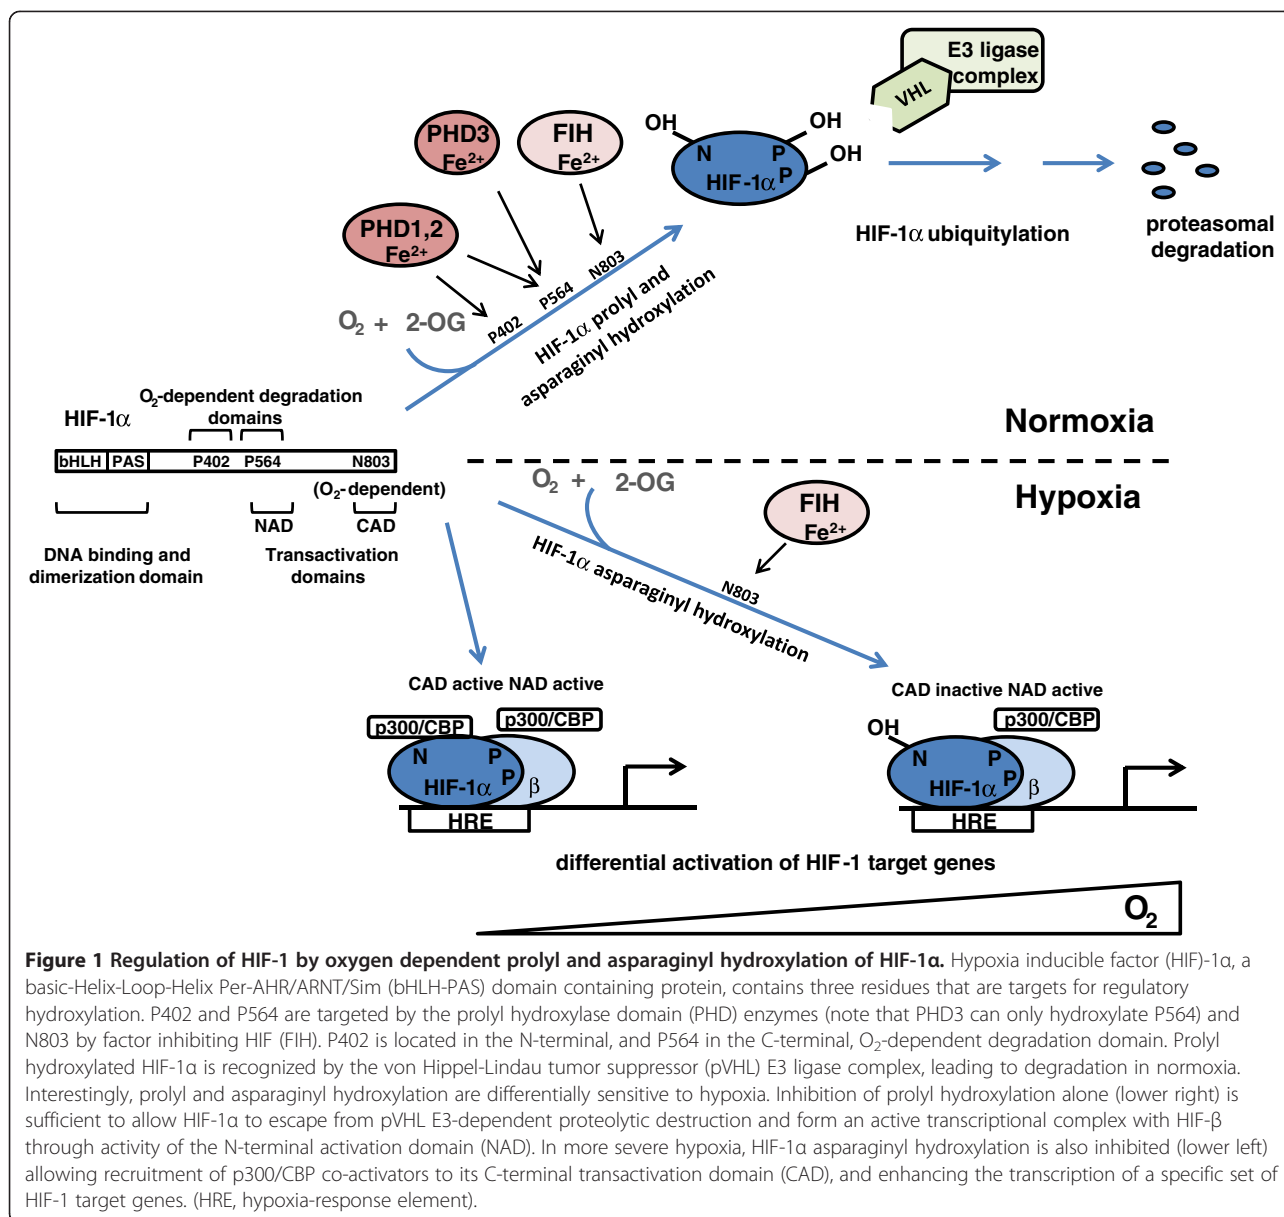 E3 ligase
complex
VHL
PHD3
Fe²⁺
FIH
Fe²⁺
OH
OH
OH
N
P
P
HIF-1α
PHD1,2
Fe²⁺
HIF-1α ubiquitylation
proteasomal
degradation
N803
P564
P402
O₂ + 2-OG
HIF-1α prolyl and
asparaginyl hydroxylation
O₂-dependent degradation
domains
HIF-1α
bHLH PAS P402 P564 N803
(O₂-dependent)
NAD CAD
DNA binding and
dimerization domain
Transactivation
domains
Normoxia
Hypoxia
O₂ + 2-OG
FIH
Fe²⁺
HIF-1α asparaginyl hydroxylation
N803
CAD active NAD active
p300/CBP
p300/CBP
N
P
P
HIF-1α
β
HRE
CAD inactive NAD active
p300/CBP
OH
N
P
P
HIF-1α
β
HRE
differential activation of HIF-1 target genes
O₂
Figure 1 Regulation of HIF-1 by oxygen dependent prolyl and asparaginyl hydroxylation of HIF-1α. Hypoxia inducible factor (HIF)-1α, a
basic-Helix-Loop-Helix Per-AHR/ARNT/Sim (bHLH-PAS) domain containing protein, contains three residues that are targets for regulatory
hydroxylation. P402 and P564 are targeted by the prolyl hydroxylase domain (PHD) enzymes (note that PHD3 can only hydroxylate P564) and
N803 by factor inhibiting HIF (FIH). P402 is located in the N-terminal, and P564 in the C-terminal, O₂-dependent degradation domain. Prolyl
hydroxylated HIF-1α is recognized by the von Hippel-Lindau tumor suppressor (pVHL) E3 ligase complex, leading to degradation in normoxia.
Interestingly, prolyl and asparaginyl hydroxylation are differentially sensitive to hypoxia. Inhibition of prolyl hydroxylation alone (lower right) is
sufficient to allow HIF-1α to escape from pVHL E3-dependent proteolytic destruction and form an active transcriptional complex with HIF-β
through activity of the N-terminal activation domain (NAD). In more severe hypoxia, HIF-1α asparaginyl hydroxylation is also inhibited (lower left)
allowing recruitment of p300/CBP co-activators to its C-terminal transactivation domain (CAD), and enhancing the transcription of a specific set of
HIF-1 target genes. (HRE, hypoxia-response element).